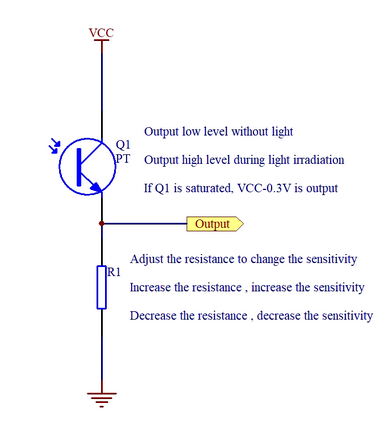 VCC
Q1
PT
Output low level without light
Output high level during light irradiation
If Q1 is saturated, VCC-0.3V is output
Output
R1
Adjust the resistance to change the sensitivity
Increase the resistance , increase the sensitivity
Decrease the resistance , decrease the sensitivity